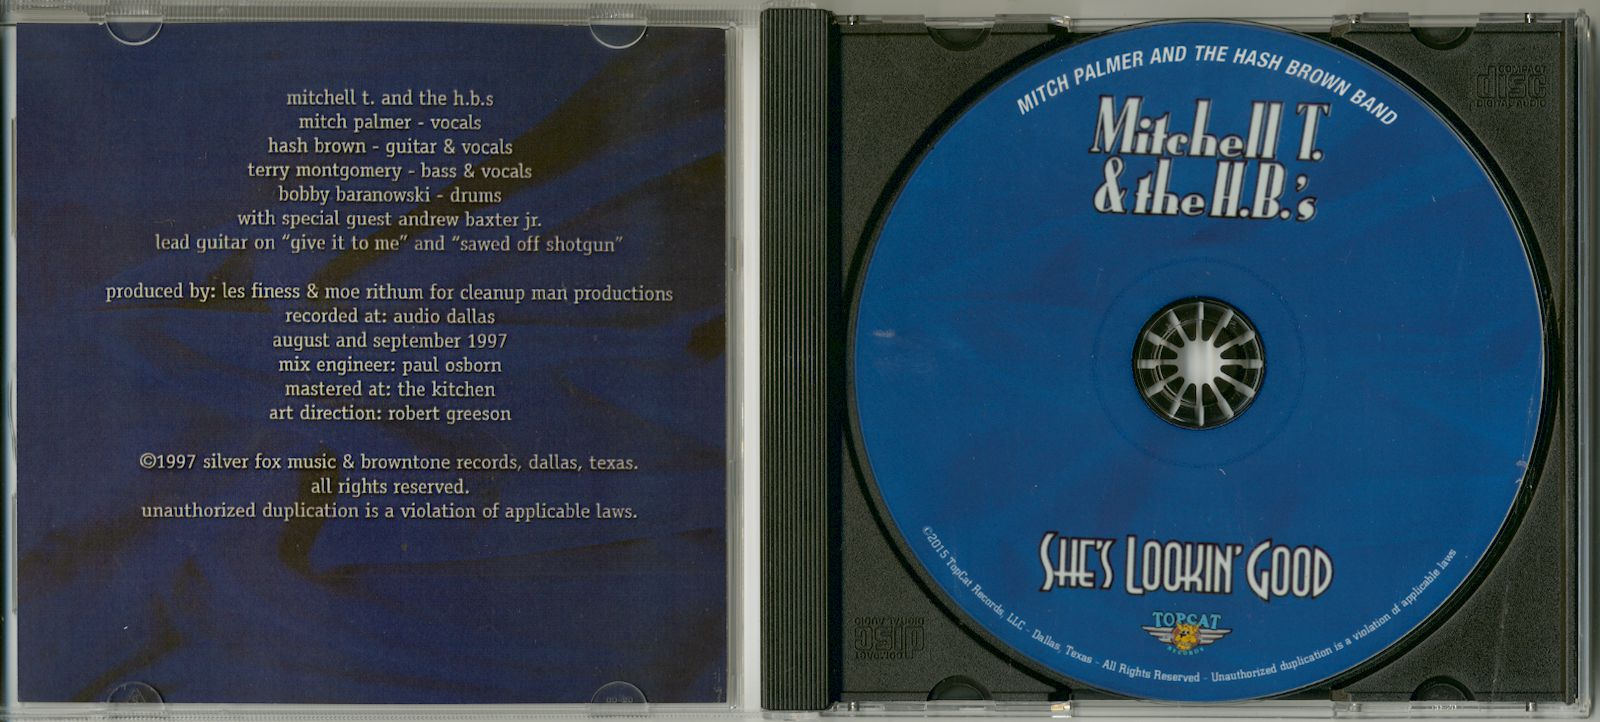 mitchell t. and the h.b.s
mitch palmer - vocals
hash brown - guitar & vocals
terry montgomery - bass & vocals
bobby baranowski - drums
with special guest andrew baxter jr.
lead guitar on “give it to me” and “sawed off shotgun”
produced by: les finess & moe rithum for cleanup man productions
recorded at: audio dallas
august and september 1997
mix engineer: paul osborn
mastered at: the kitchen
art direction: robert greeson
©1997 silver fox music & browntone records, dallas, texas.
all rights reserved.
unauthorized duplication is a violation of applicable laws.
MITCH PALMER AND THE HASH BROWN BAND
Mitchell T.
& the H.B.'s
SHE'S LOOKIN' GOOD
TOPCAT
RECORDS
©2015 TopCat Records, LLC - Dallas, Texas - All Rights Reserved - Unauthorized duplication is a violation of applicable laws
COMPACT
disc
DIGITAL AUDIO
COMPACT
disc
DIGITAL AUDIO